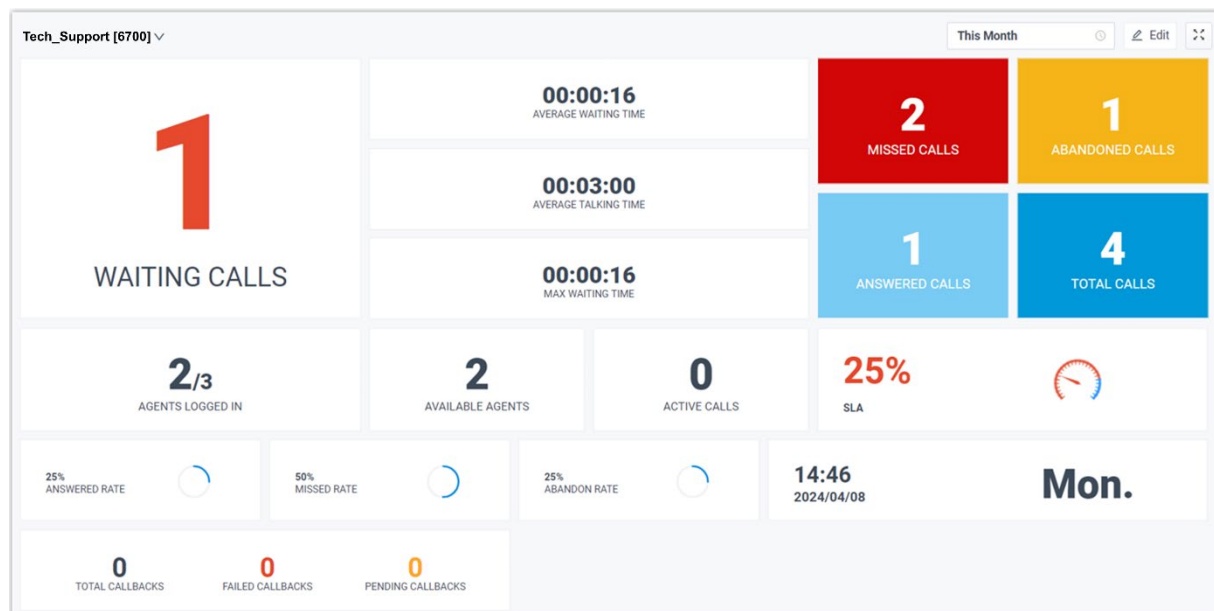 Tech_Support [6700]
This Month
Edit
1
WAITING CALLS
00:00:16
AVERAGE WAITING TIME
00:03:00
AVERAGE TALKING TIME
00:00:16
MAX WAITING TIME
2
MISSED CALLS
1
ABANDONED CALLS
1
ANSWERED CALLS
4
TOTAL CALLS
2/3
AGENTS LOGGED IN
2
AVAILABLE AGENTS
0
ACTIVE CALLS
25%
SLA
25%
ANSWERED RATE
50%
MISSED RATE
25%
ABANDON RATE
14:46
2024/04/08
Mon.
0
TOTAL CALLBACKS
0
FAILED CALLBACKS
0
PENDING CALLBACKS